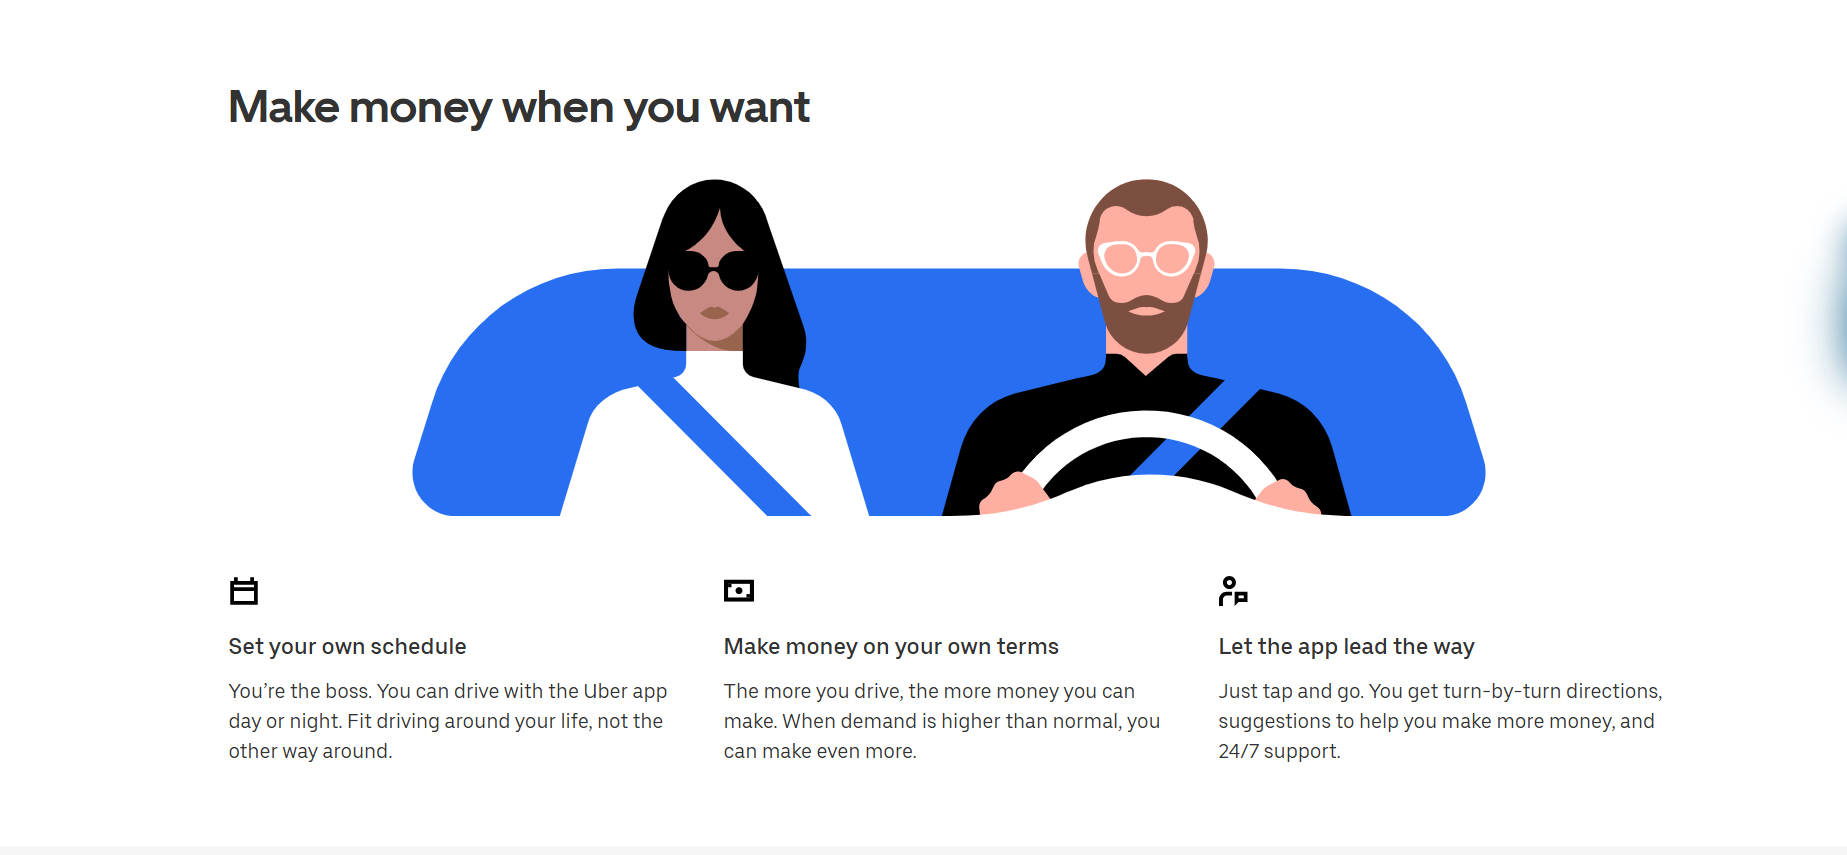 Make money when you want
Set your own schedule
You’re the boss. You can drive with the Uber app
day or night. Fit driving around your life, not the
other way around.
Make money on your own terms
The more you drive, the more money you can
make. When demand is higher than normal, you
can make even more.
Let the app lead the way
Just tap and go. You get turn-by-turn directions,
suggestions to help you make more money, and
24/7 support.